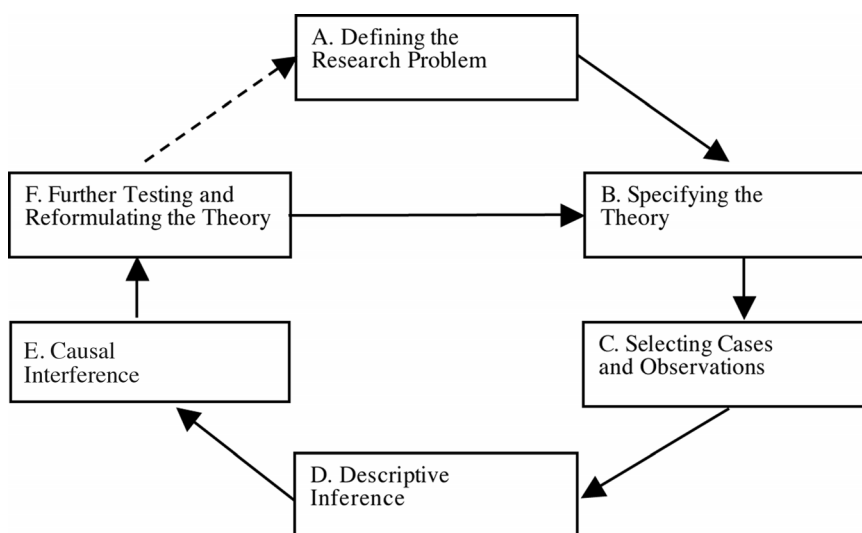 A. Defining the
Research Problem
F. Further Testing and
Reformulating the Theory
B. Specifying the
Theory
E. Causal
Interference
C. Selecting Cases
and Observations
D. Descriptive
Inference